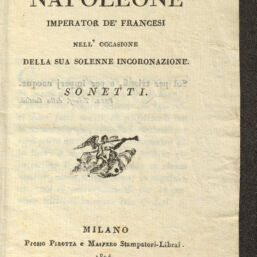 NAPOLEONE
IMPERATOR DE' FRANCESI
NELL' OCCASIONE
DELLA SUA SOLENNE INCORONAZIONE.
SONETTI.
MILANO
Presso PIROTTA e MASPERO Stampatori-Librai.